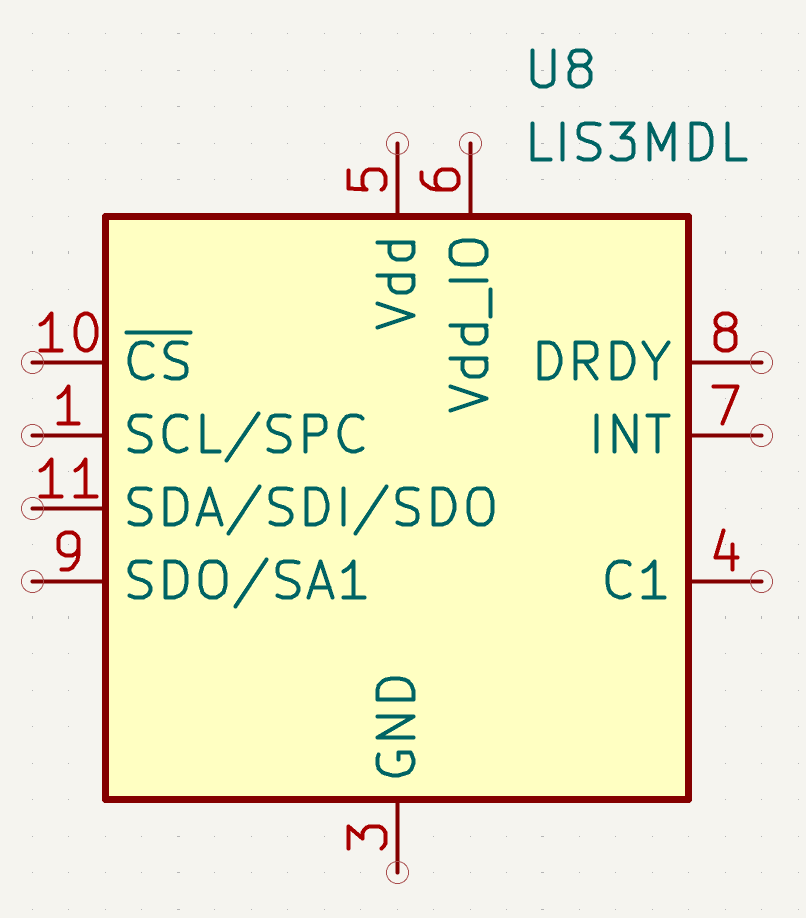 U8
LIS3MDL
5
6
Vdd
Vdd_IO
10
CS
DRDY
8
1
SCL/SPC
INT
7
11
SDA/SDI/SDO
9
SDO/SA1
C1
4
GND
3